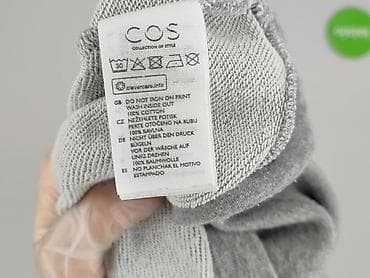 COS
COLLECTION OF STYLE
30
clevercare.info
GB DO NOT IRON ON PRINT
WASH INSIDE OUT
100% COTTON
CZ NEŽEHLETE POTISK
PERTE OTOČENÉ NA RUBU
100% BAVLNA
DE NICHT ÜBER DEN DRUCK
BÜGELN
VOR DER WÄSCHE AUF
LINKS DREHEN
100% BAUMWOLLE
ES NO PLANCHAR EL MOTIVO
ESTAMPADO